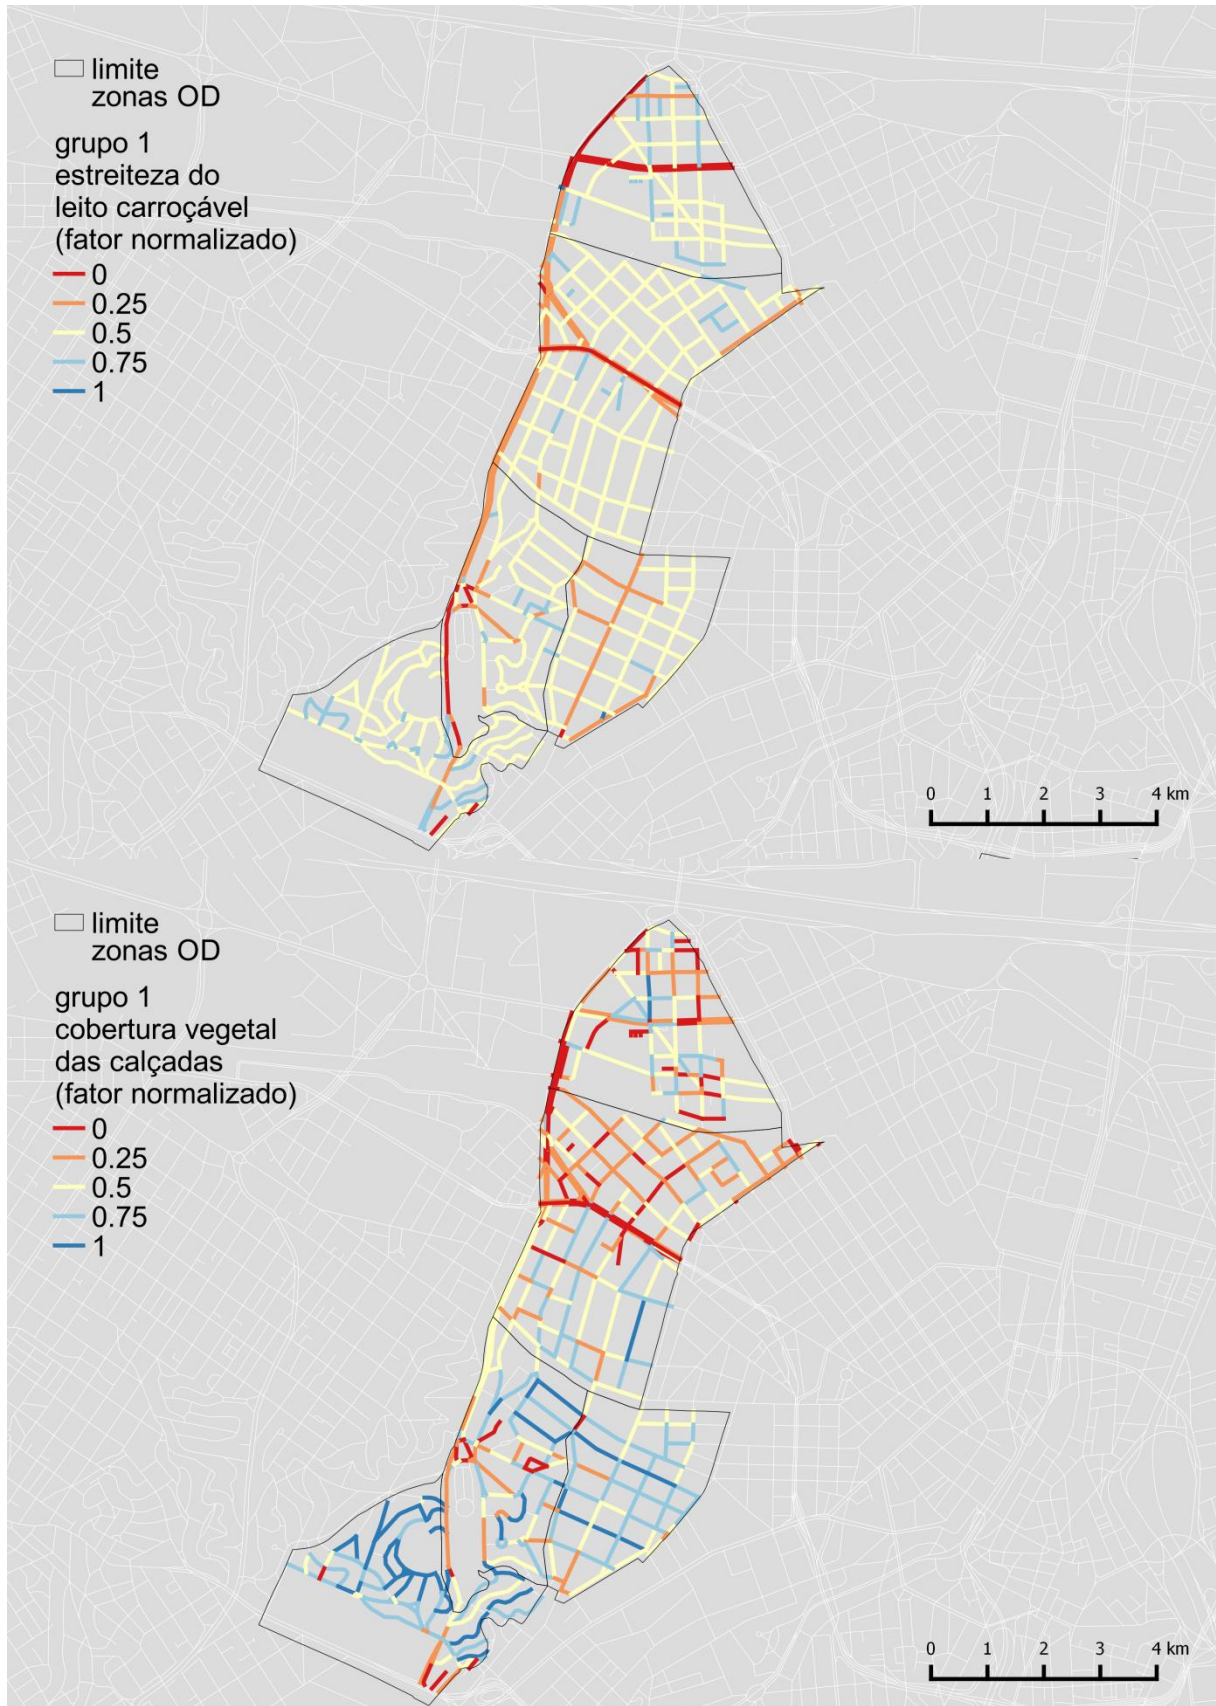 limite
zonas OD
grupo 1
estreiteza do
leito carroçável
(fator normalizado)
0
0.25
0.5
0.75
1
0 1 2 3 4 km
limite
zonas OD
grupo 1
cobertura vegetal
das calçadas
(fator normalizado)
0
0.25
0.5
0.75
1
0 1 2 3 4 km